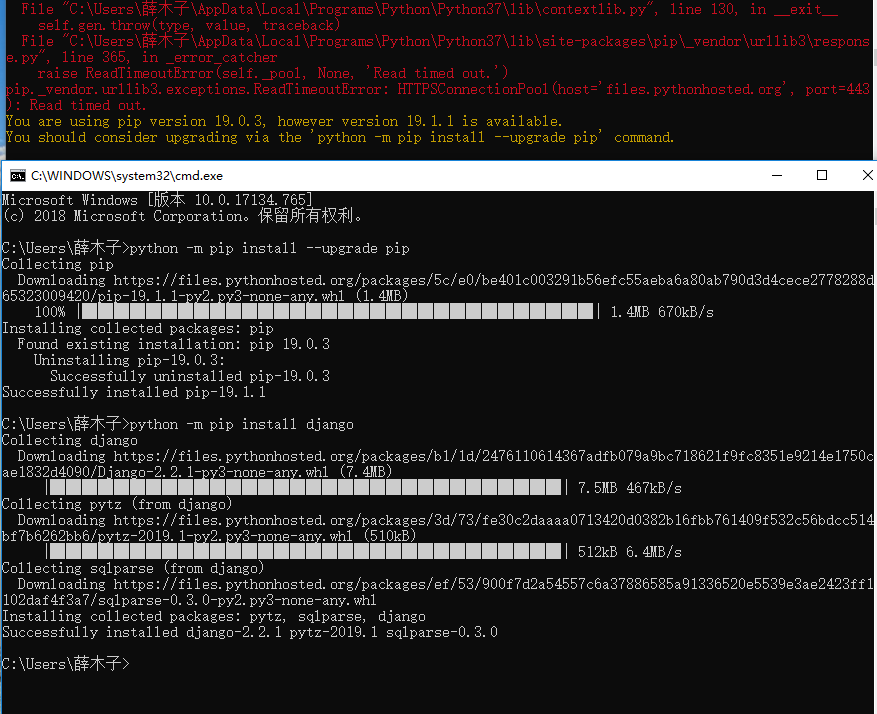 File "C:\Users\薛木子\AppData\Local\Programs\Python\Python37\lib\contextlib.py", line 130, in __exit__
self.gen.throw(type, value, traceback)
File "C:\Users\薛木子\AppData\Local\Programs\Python\Python37\lib\site-packages\pip\_vendor\urllib3\respons
e.py", line 365, in _error_catcher
raise ReadTimeoutError(self._pool, None, 'Read timed out.')
pip._vendor.urllib3.exceptions.ReadTimeoutError: HTTPSConnectionPool(host='files.pythonhosted.org', port=443
): Read timed out.
You are using pip version 19.0.3, however version 19.1.1 is available.
You should consider upgrading via the 'python -m pip install --upgrade pip' command.
C:\WINDOWS\system32\cmd.exe
Microsoft Windows [版本 10.0.17134.765]
(c) 2018 Microsoft Corporation。保留所有权利。
C:\Users\薛木子>python -m pip install --upgrade pip
Collecting pip
Downloading https://files.pythonhosted.org/packages/5c/e0/be401c003291b56efc55aeba6a80ab790d3d4cece2778288d
65323009420/pip-19.1.1-py2.py3-none-any.whl (1.4MB)
100% | | 1.4MB 670kB/s
Installing collected packages: pip
Found existing installation: pip 19.0.3
Uninstalling pip-19.0.3:
Successfully uninstalled pip-19.0.3
Successfully installed pip-19.1.1
C:\Users\薛木子>python -m pip install django
Collecting django
Downloading https://files.pythonhosted.org/packages/b1/1d/2476110614367adfb079a9bc718621f9fc8351e9214e1750c
ae1832d4090/Django-2.2.1-py3-none-any.whl (7.4MB)
| | 7.5MB 467kB/s
Collecting pytz (from django)
Downloading https://files.pythonhosted.org/packages/3d/73/fe30c2daaaa0713420d0382b16fbb761409f532c56bdcc514
bf7b6262bb6/pytz-2019.1-py2.py3-none-any.whl (510kB)
| | 512kB 6.4MB/s
Collecting sqlparse (from django)
Downloading https://files.pythonhosted.org/packages/ef/53/900f7d2a54557c6a37886585a91336520e5539e3ae2423ff1
102daf4f3a7/sqlparse-0.3.0-py2.py3-none-any.whl
Installing collected packages: pytz, sqlparse, django
Successfully installed django-2.2.1 pytz-2019.1 sqlparse-0.3.0
C:\Users\薛木子>